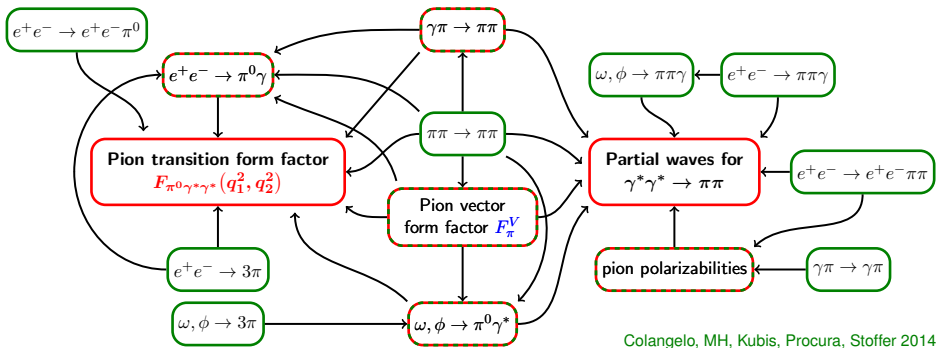 e⁺e⁻ → e⁺e⁻π⁰
e⁺e⁻ → π⁰γ
γπ → ππ
ω, φ → ππγ
e⁺e⁻ → ππγ
ππ → ππ
Pion transition form factor
F_{π⁰γ*γ*}(q₁², q₂²)
Partial waves for
γ*γ* → ππ
e⁺e⁻ → e⁺e⁻ππ
Pion vector
form factor F_π^V
e⁺e⁻ → 3π
pion polarizabilities
γπ → γπ
ω, φ → 3π
ω, φ → π⁰γ*
Colangelo, MH, Kubis, Procura, Stoffer 2014